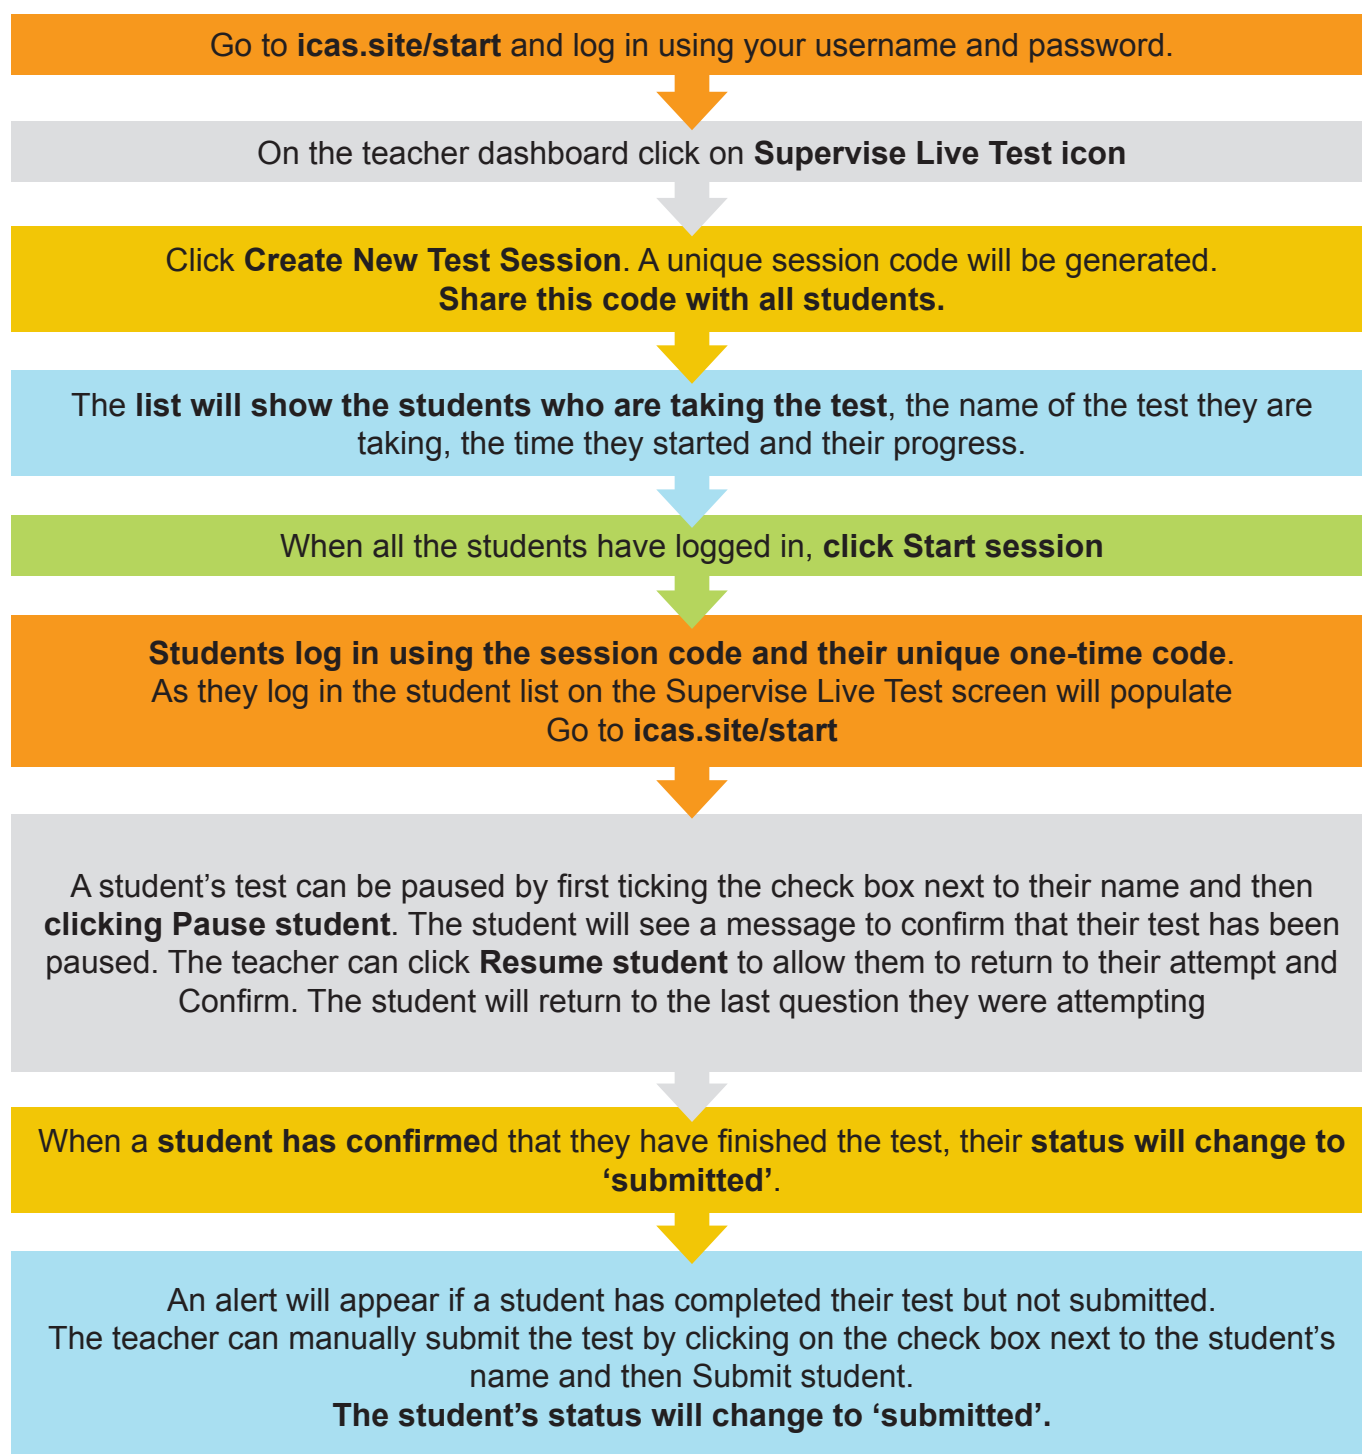 Go to icas.site/start and log in using your username and password.
On the teacher dashboard click on Supervise Live Test icon
Click Create New Test Session. A unique session code will be generated.
Share this code with all students.
The list will show the students who are taking the test, the name of the test they are
taking, the time they started and their progress.
When all the students have logged in, click Start session
Students log in using the session code and their unique one-time code.
As they log in the student list on the Supervise Live Test screen will populate
Go to icas.site/start
A student’s test can be paused by first ticking the check box next to their name and then
clicking Pause student. The student will see a message to confirm that their test has been
paused. The teacher can click Resume student to allow them to return to their attempt and
Confirm. The student will return to the last question they were attempting
When a student has confirmed that they have finished the test, their status will change to
‘submitted’.
An alert will appear if a student has completed their test but not submitted.
The teacher can manually submit the test by clicking on the check box next to the student’s
name and then Submit student.
The student’s status will change to ‘submitted’.